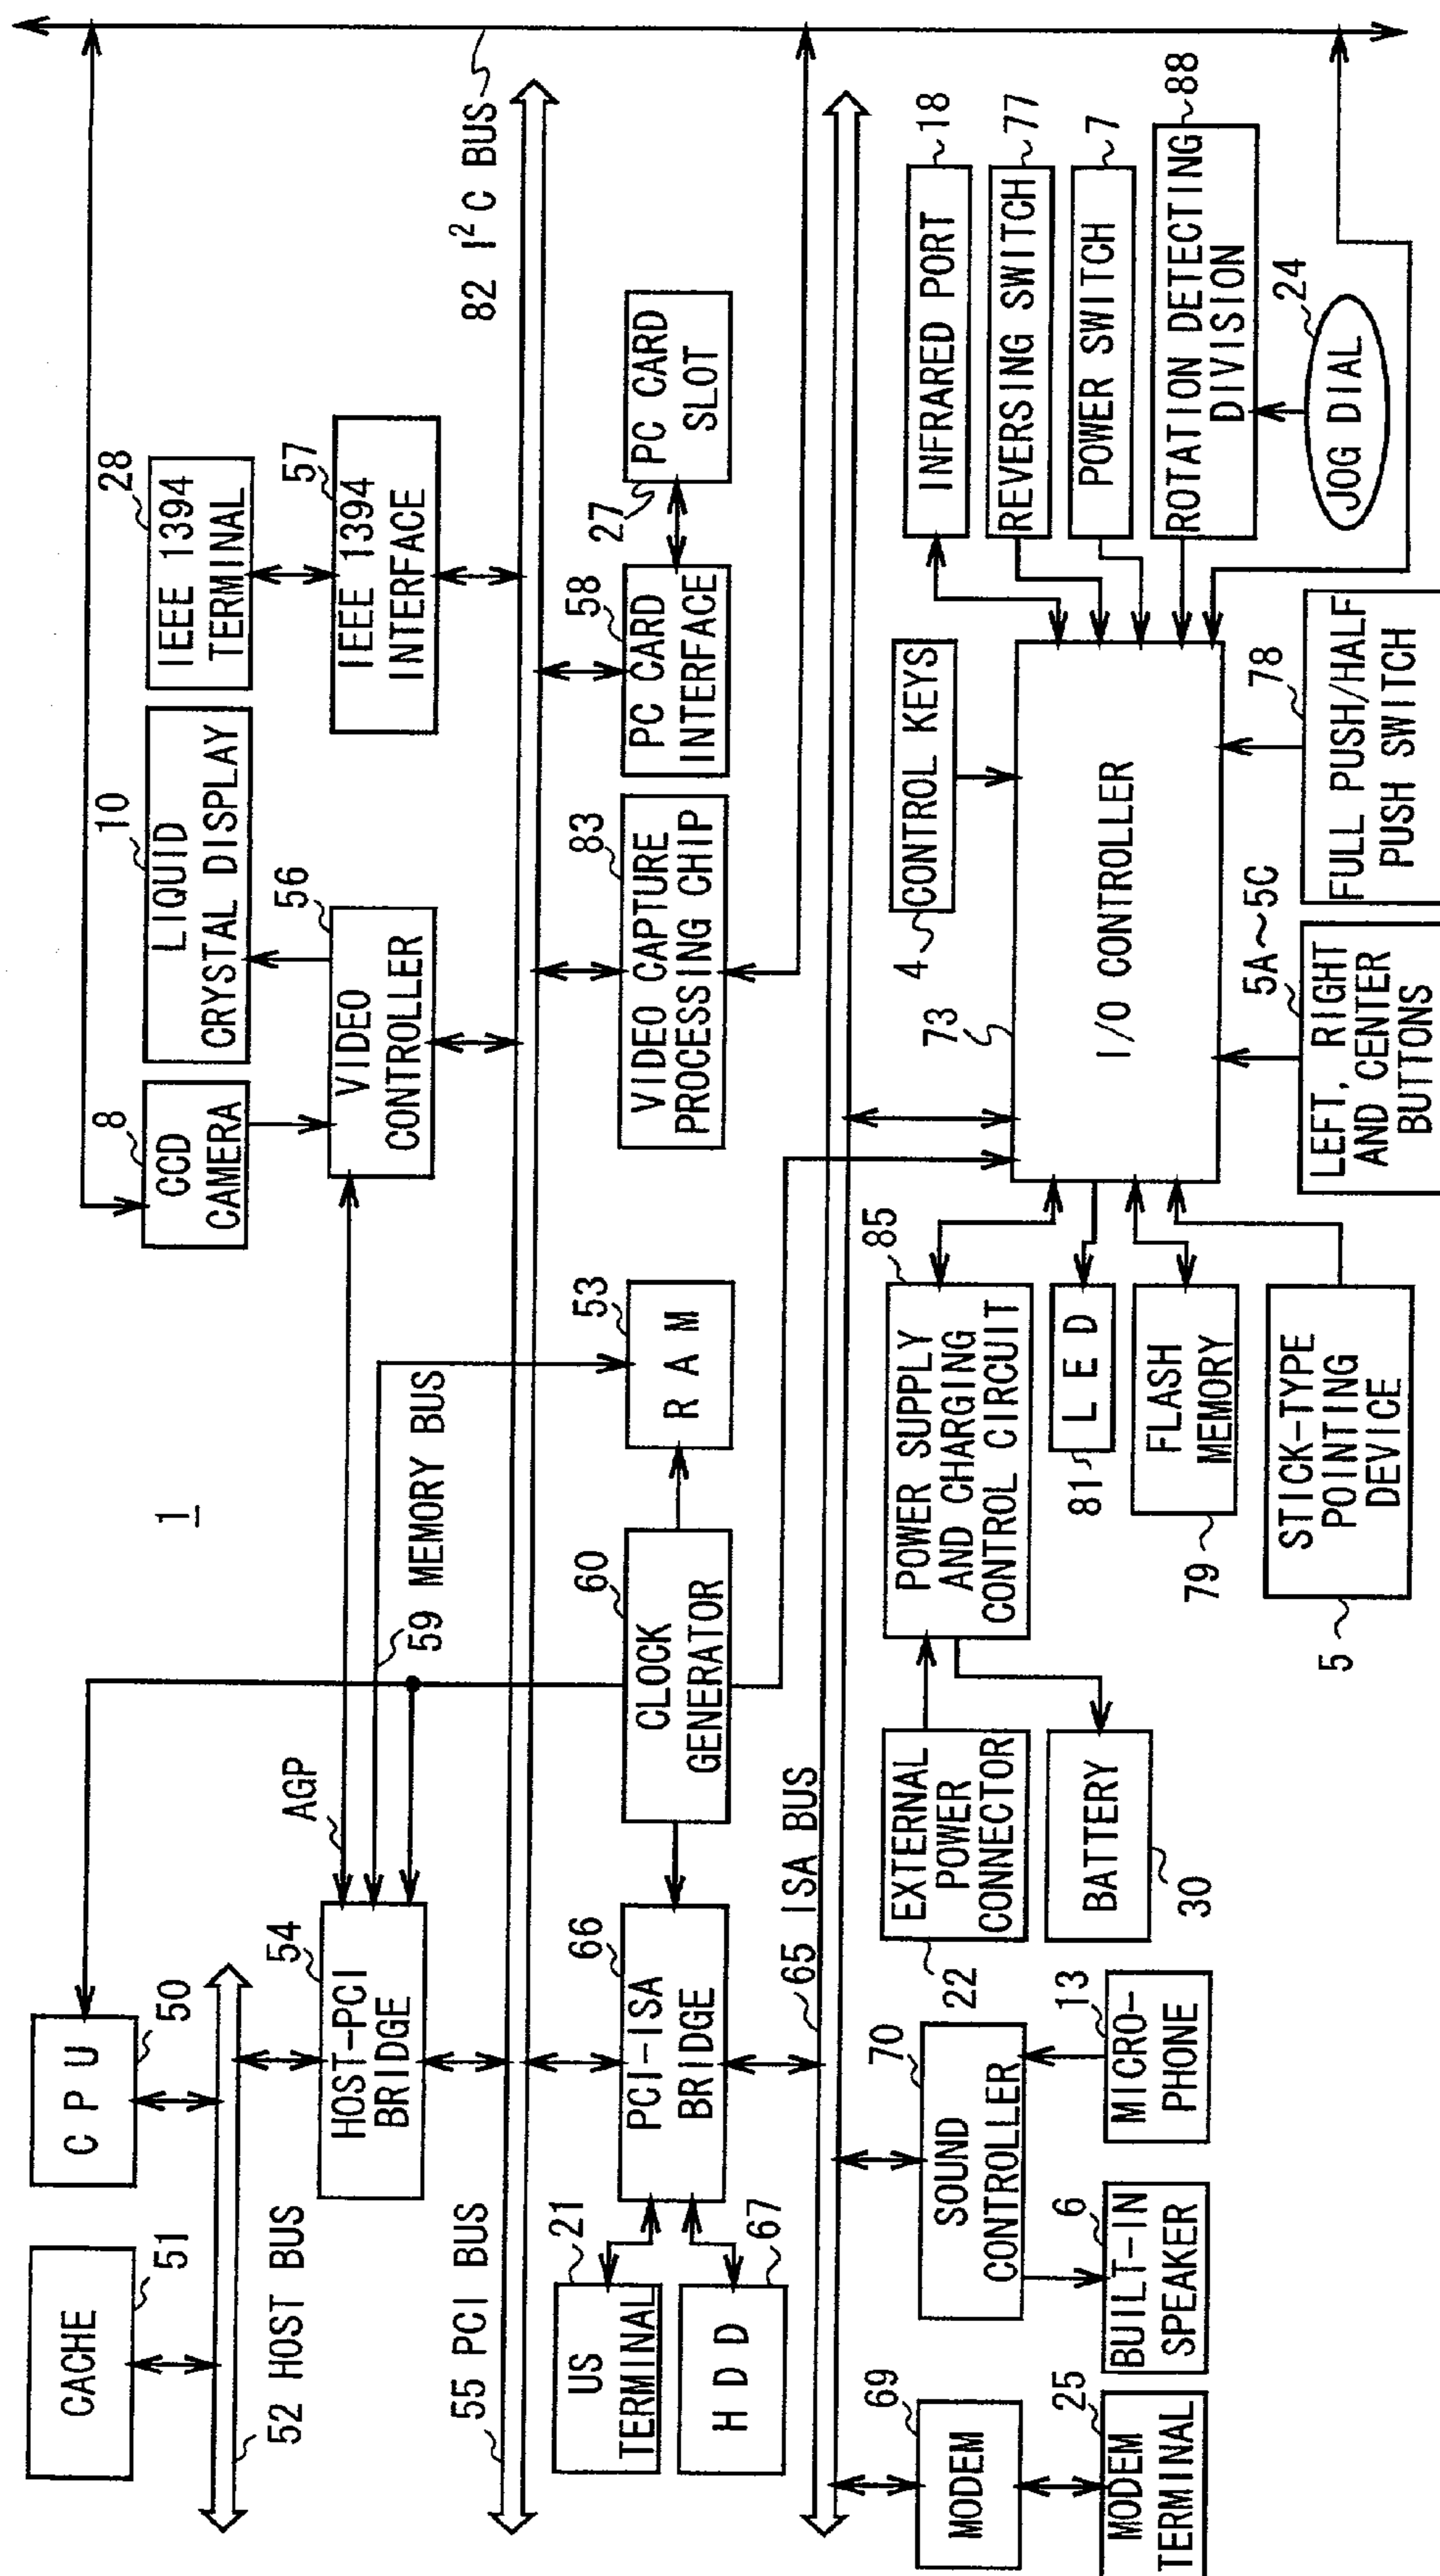 1
CACHE
51
C P U
50
52 HOST BUS
HOST-PCI
BRIDGE
54
AGP
59 MEMORY BUS
CCD
CAMERA
8
LIQUID
CRYSTAL DISPLAY
10
VIDEO
CONTROLLER
56
IEEE 1394
TERMINAL
28
IEEE 1394
INTERFACE
57
82 I² C BUS
55 PCI BUS
US
TERMINAL
21
H D D
67
PCI-ISA
BRIDGE
66
CLOCK
GENERATOR
60
R A M
53
VIDEO CAPTURE
PROCESSING CHIP
83
PC CARD
INTERFACE
58
PC CARD
SLOT
27
65 ISA BUS
MODEM
69
MODEM
TERMINAL
25
SOUND
CONTROLLER
70
BUILT-IN
SPEAKER
6
MICRO-
PHONE
13
EXTERNAL
POWER
CONNECTOR
22
BATTERY
30
POWER SUPPLY
AND CHARGING
CONTROL CIRCUIT
85
L E D
81
FLASH
MEMORY
79
STICK-TYPE
POINTING
DEVICE
5
I/O CONTROLLER
73
CONTROL KEYS
4
LEFT, RIGHT
AND CENTER
BUTTONS
5A~5C
FULL PUSH/HALF
PUSH SWITCH
78
INFRARED PORT
18
REVERSING SWITCH
77
POWER SWITCH
7
ROTATION DETECTING
DIVISION
88
JOG DIAL
24